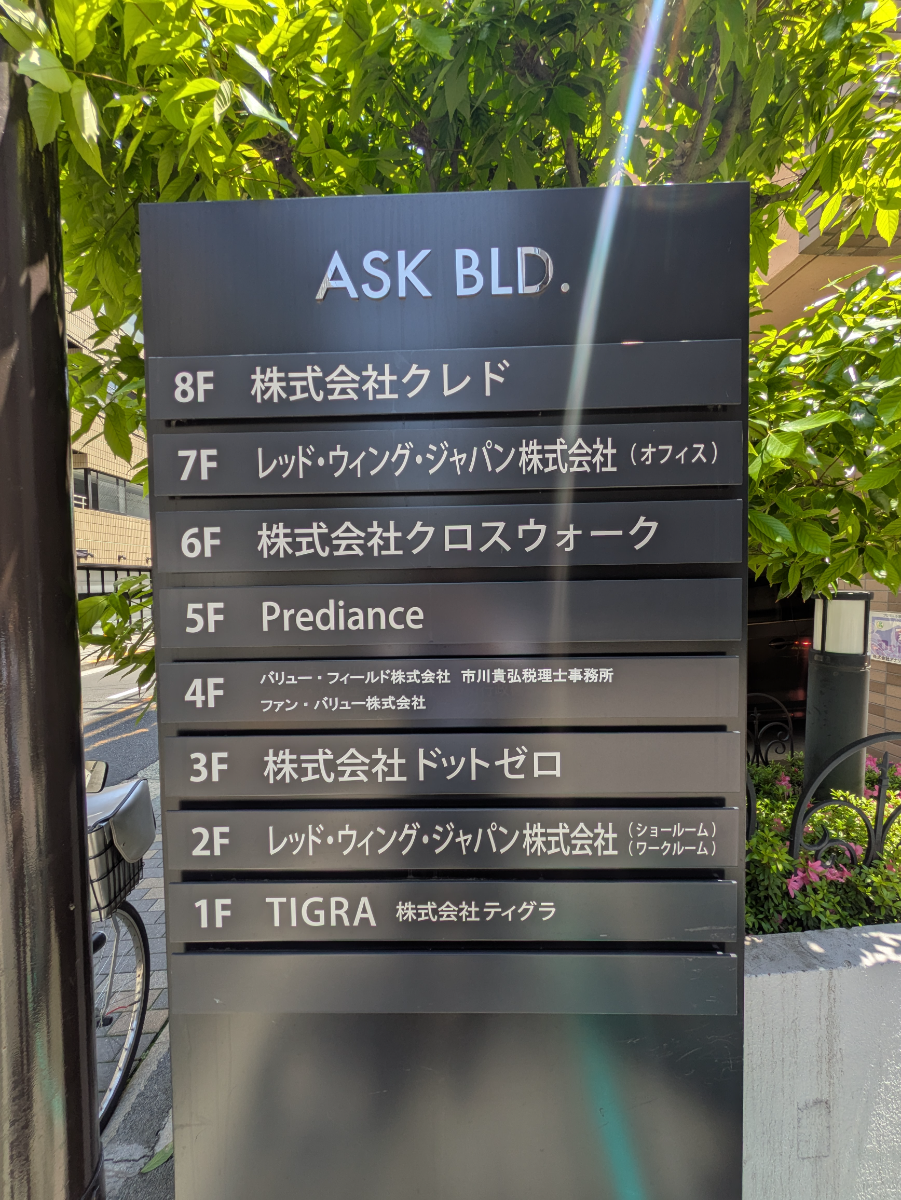 ASK BLD.
8F 株式会社クレド
7F レッド・ウィング・ジャパン株式会社 (オフィス)
6F 株式会社クロスウォーク
5F Prediance
4F バリュー・フィールド株式会社 市川貴弘税理士事務所
ファン・バリュー株式会社
3F 株式会社ドットゼロ
2F レッド・ウィング・ジャパン株式会社 (ショールーム)
(ワークルーム)
1F TIGRA 株式会社ティグラ